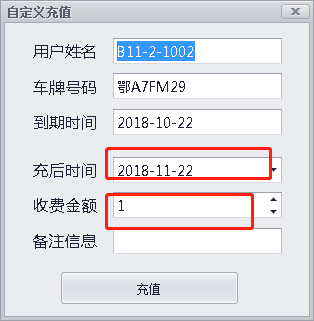 自定义充值
用户姓名 B11-2-1002
车牌号码 鄂A7FM29
到期时间 2018-10-22
充后时间 2018-11-22
收费金额 1
备注信息
充值